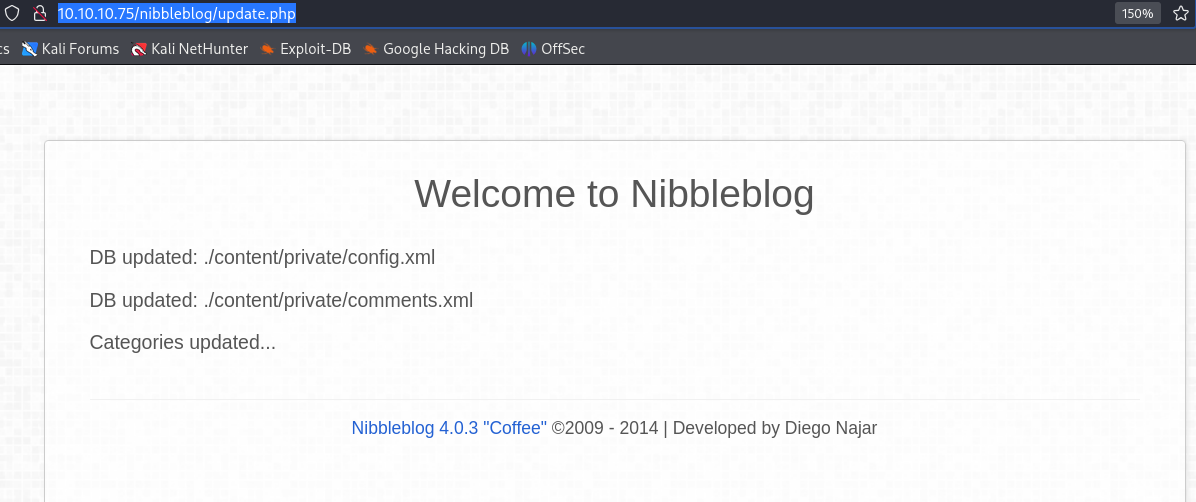 10.10.10.75/nibbleblog/update.php
150%
cs Kali Forums Kali NetHunter Exploit-DB Google Hacking DB OffSec
Welcome to Nibbleblog
DB updated: ./content/private/config.xml
DB updated: ./content/private/comments.xml
Categories updated...
Nibbleblog 4.0.3 "Coffee" ©2009 - 2014 | Developed by Diego Najar